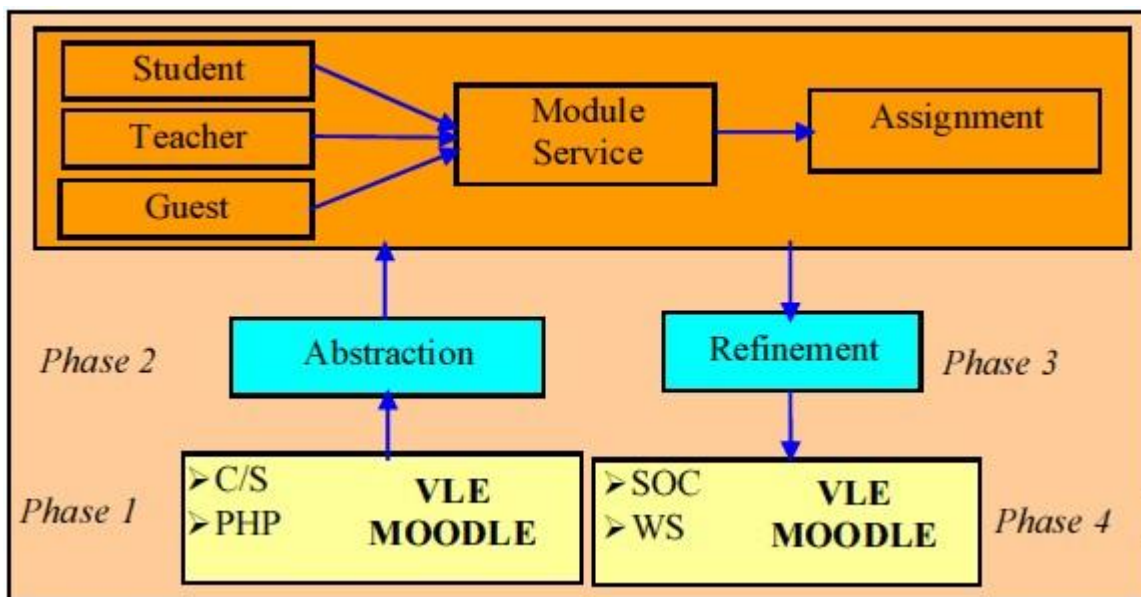 Student
Teacher
Guest
Module
Service
Assignment
Phase 2
Abstraction
Refinement
Phase 3
Phase 1
➢C/S
➢PHP
VLE
MOODLE
➢SOC
➢WS
VLE
MOODLE
Phase 4